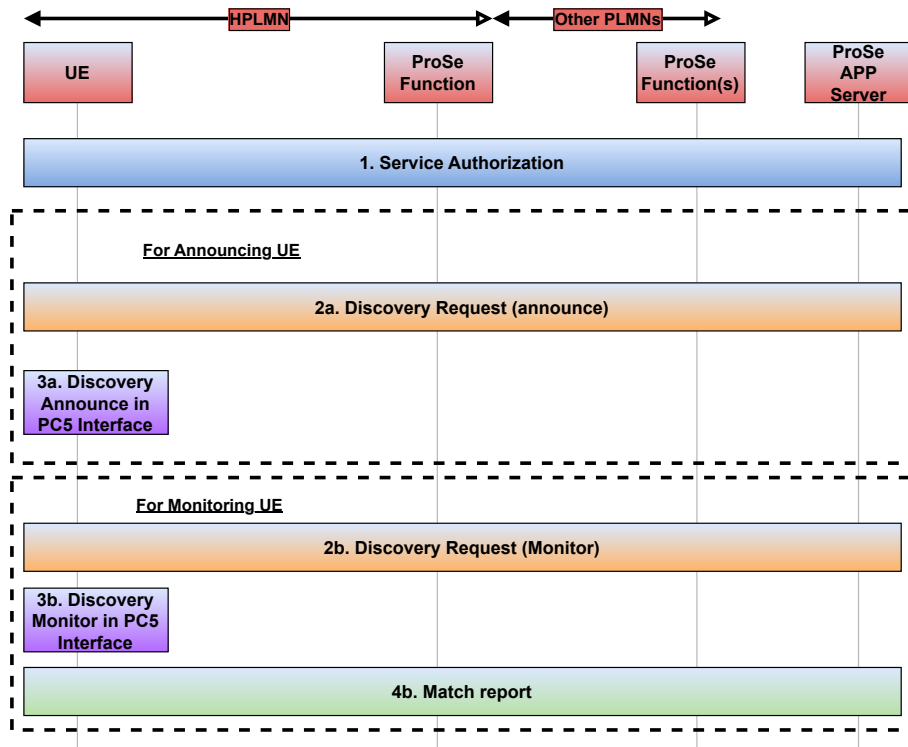 HPLMN
Other PLMNs
UE
ProSe
Function
ProSe
Function(s)
ProSe
APP
Server
1. Service Authorization
For Announcing UE
2a. Discovery Request (announce)
3a. Discovery
Announce in
PC5 Interface
For Monitoring UE
2b. Discovery Request (Monitor)
3b. Discovery
Monitor in PC5
Interface
4b. Match report